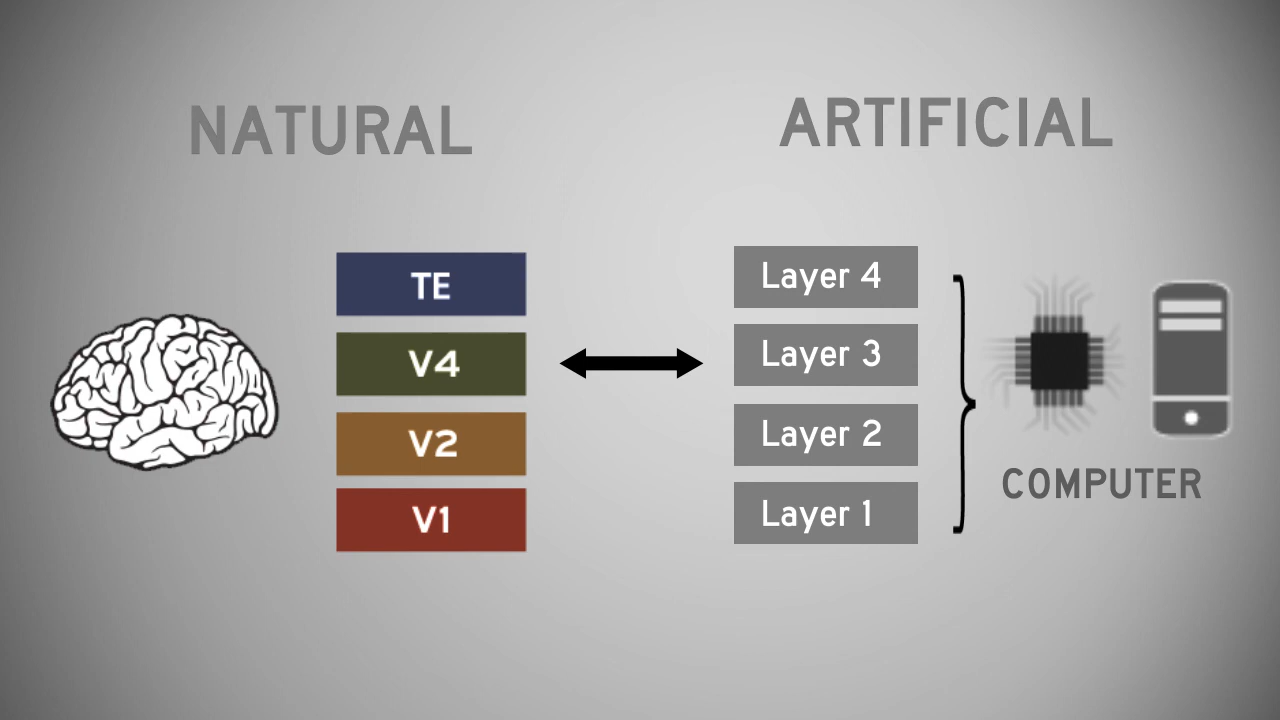 NATURAL
ARTIFICIAL
TE
V4
V2
V1
Layer 4
Layer 3
Layer 2
Layer 1
COMPUTER